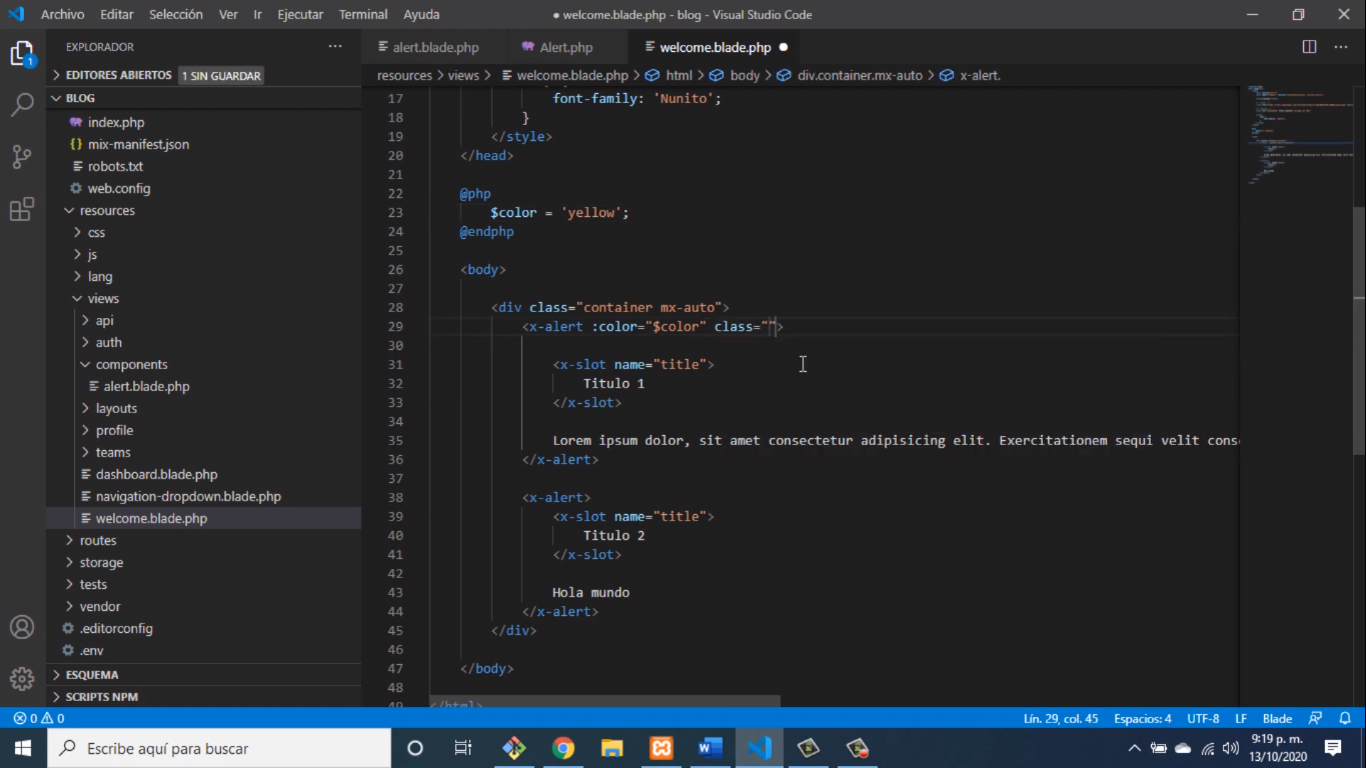 Archivo Editar Selección Ver Ir Ejecutar Terminal Ayuda
● welcome.blade.php - blog - Visual Studio Code
EXPLORADOR ...
EDITORES ABIERTOS 1 SIN GUARDAR
BLOG
index.php
{} mix-manifest.json
robots.txt
web.config
resources
css
js
lang
views
api
auth
components
alert.blade.php
layouts
profile
teams
dashboard.blade.php
navigation-dropdown.blade.php
welcome.blade.php
routes
storage
tests
vendor
.editorconfig
.env
ESQUEMA
SCRIPTS NPM
1
alert.blade.php Alert.php welcome.blade.php ●
resources > views > welcome.blade.php > html > body > div.container.mx-auto > x-alert.
17 font-family: 'Nunito';
18 }
19 </style>
20 </head>
21
22 @php
23 $color = 'yellow';
24 @endphp
25
26 <body>
27
28 <div class="container mx-auto">
29 <x-alert :color="$color" class="">
30
31 <x-slot name="title">
32 Titulo 1
33 </x-slot>
34
35 Lorem ipsum dolor, sit amet consectetur adipisicing elit. Exercitationem sequi velit conse
36 </x-alert>
37
38 <x-alert>
39 <x-slot name="title">
40 Titulo 2
41 </x-slot>
42
43 Hola mundo
44 </x-alert>
45 </div>
46
47 </body>
48
49 </html>
0 0 Lín. 29, col. 45 Espacios: 4 UTF-8 LF Blade
Escribe aquí para buscar
9:19 p. m.
13/10/2020